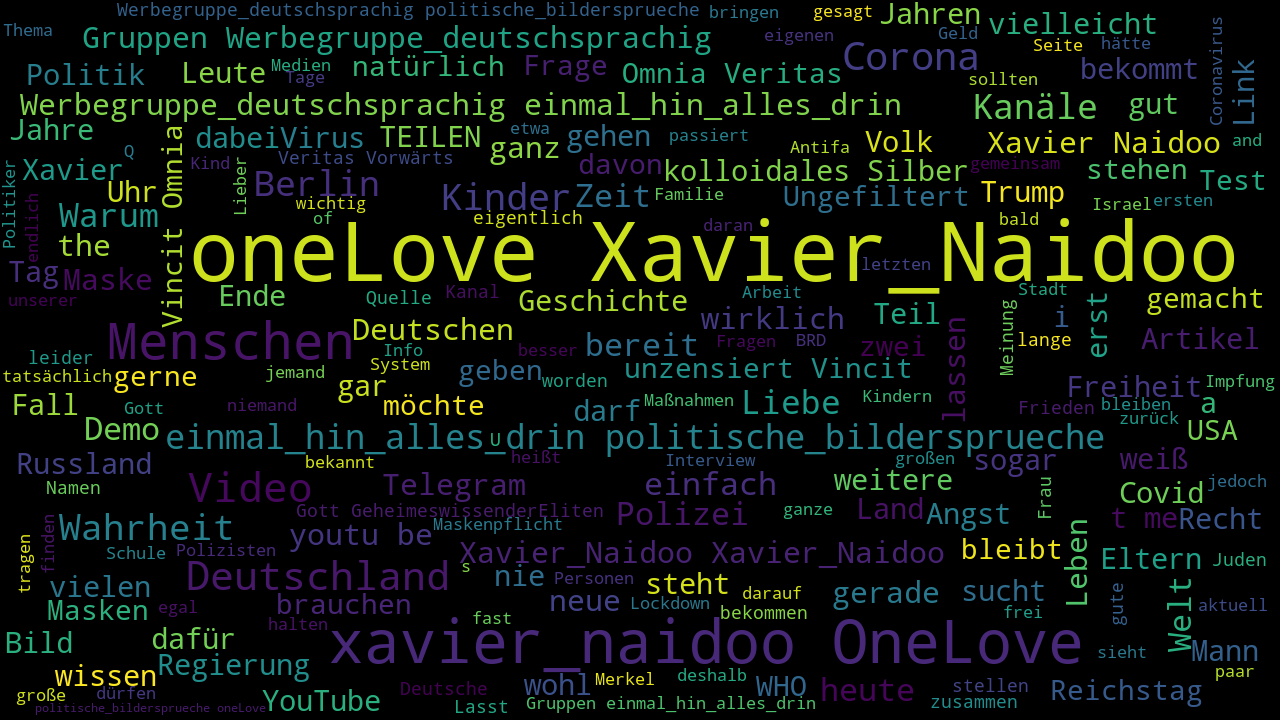 Werbegruppe_deutschsprachig politische_bildersprueche bringen gesagt Jahren
Thema Gruppen Werbegruppe_deutschsprachig eigenen Geld vielleicht
Corona Seite hätte Coronavirus
Politik Leute Medien Tage natürlich Frage Omnia Veritas sollten bekommt Link
Werbegruppe_deutschsprachig einmal_hin_alles_drin Kanäle gut
Jahre Omnia dabeiVirus TEILEN etwa gehen passiert Volk Xavier Naidoo and
Q Veritas Vorwärts ganz Antifa
Politiker Xavier Kind Lieber davon kolloidales Silber gemeinsam stehen Test
Uhr Berlin Kinder Zeit Familie Ungefiltert Trump
endlich Warum wichtig of eigentlich daran bald Israel ersten
the Vincit oneLove Xavier_Naidoo
Tag Maske letzten
unserer Ende Quelle Kanal Geschichte Arbeit Stadt gemacht
Menschen Deutschen wirklich Teil Meinung i erst
leider Info besser bereit Fragen BRD zwei lassen lange Artikel
tatsächlich gerne jemand System geben worden unzensiert Vincit Freiheit Impfung
gar
Fall Gott niemand möchte darf Maßnahmen Liebe Kindern Frieden bleiben a
Demo zurück USA
einmal_hin_alles_drin politische_bildersprueche
U
Russland bekannt heißt Interview großen sogar weiß
Namen Video Telegram einfach weitere Frau Covid jedoch
Gott GeheimeswissenderEliten
Wahrheit Maskenpflicht Polizei ganze Land Angst t me Recht
tragen finden Schule Polizisten youtu be Xavier_Naidoo Xavier_Naidoo bleibt Leben Eltern Juden
vielen Deutschland s nie Personen steht darauf gerade sucht gute Welt
Masken egal brauchen neue Lockdown bekommen frei aktuell
halten fast
Bild dafür xavier_naidoo OneLove sieht Mann
wissen Regierung paar
große dürfen Deutsche wohl Merkel deshalb WHO heute stellen Reichstag
politische_bildersprueche oneLove YouTube Lasst Gruppen einmal_hin_alles_drin zusammen